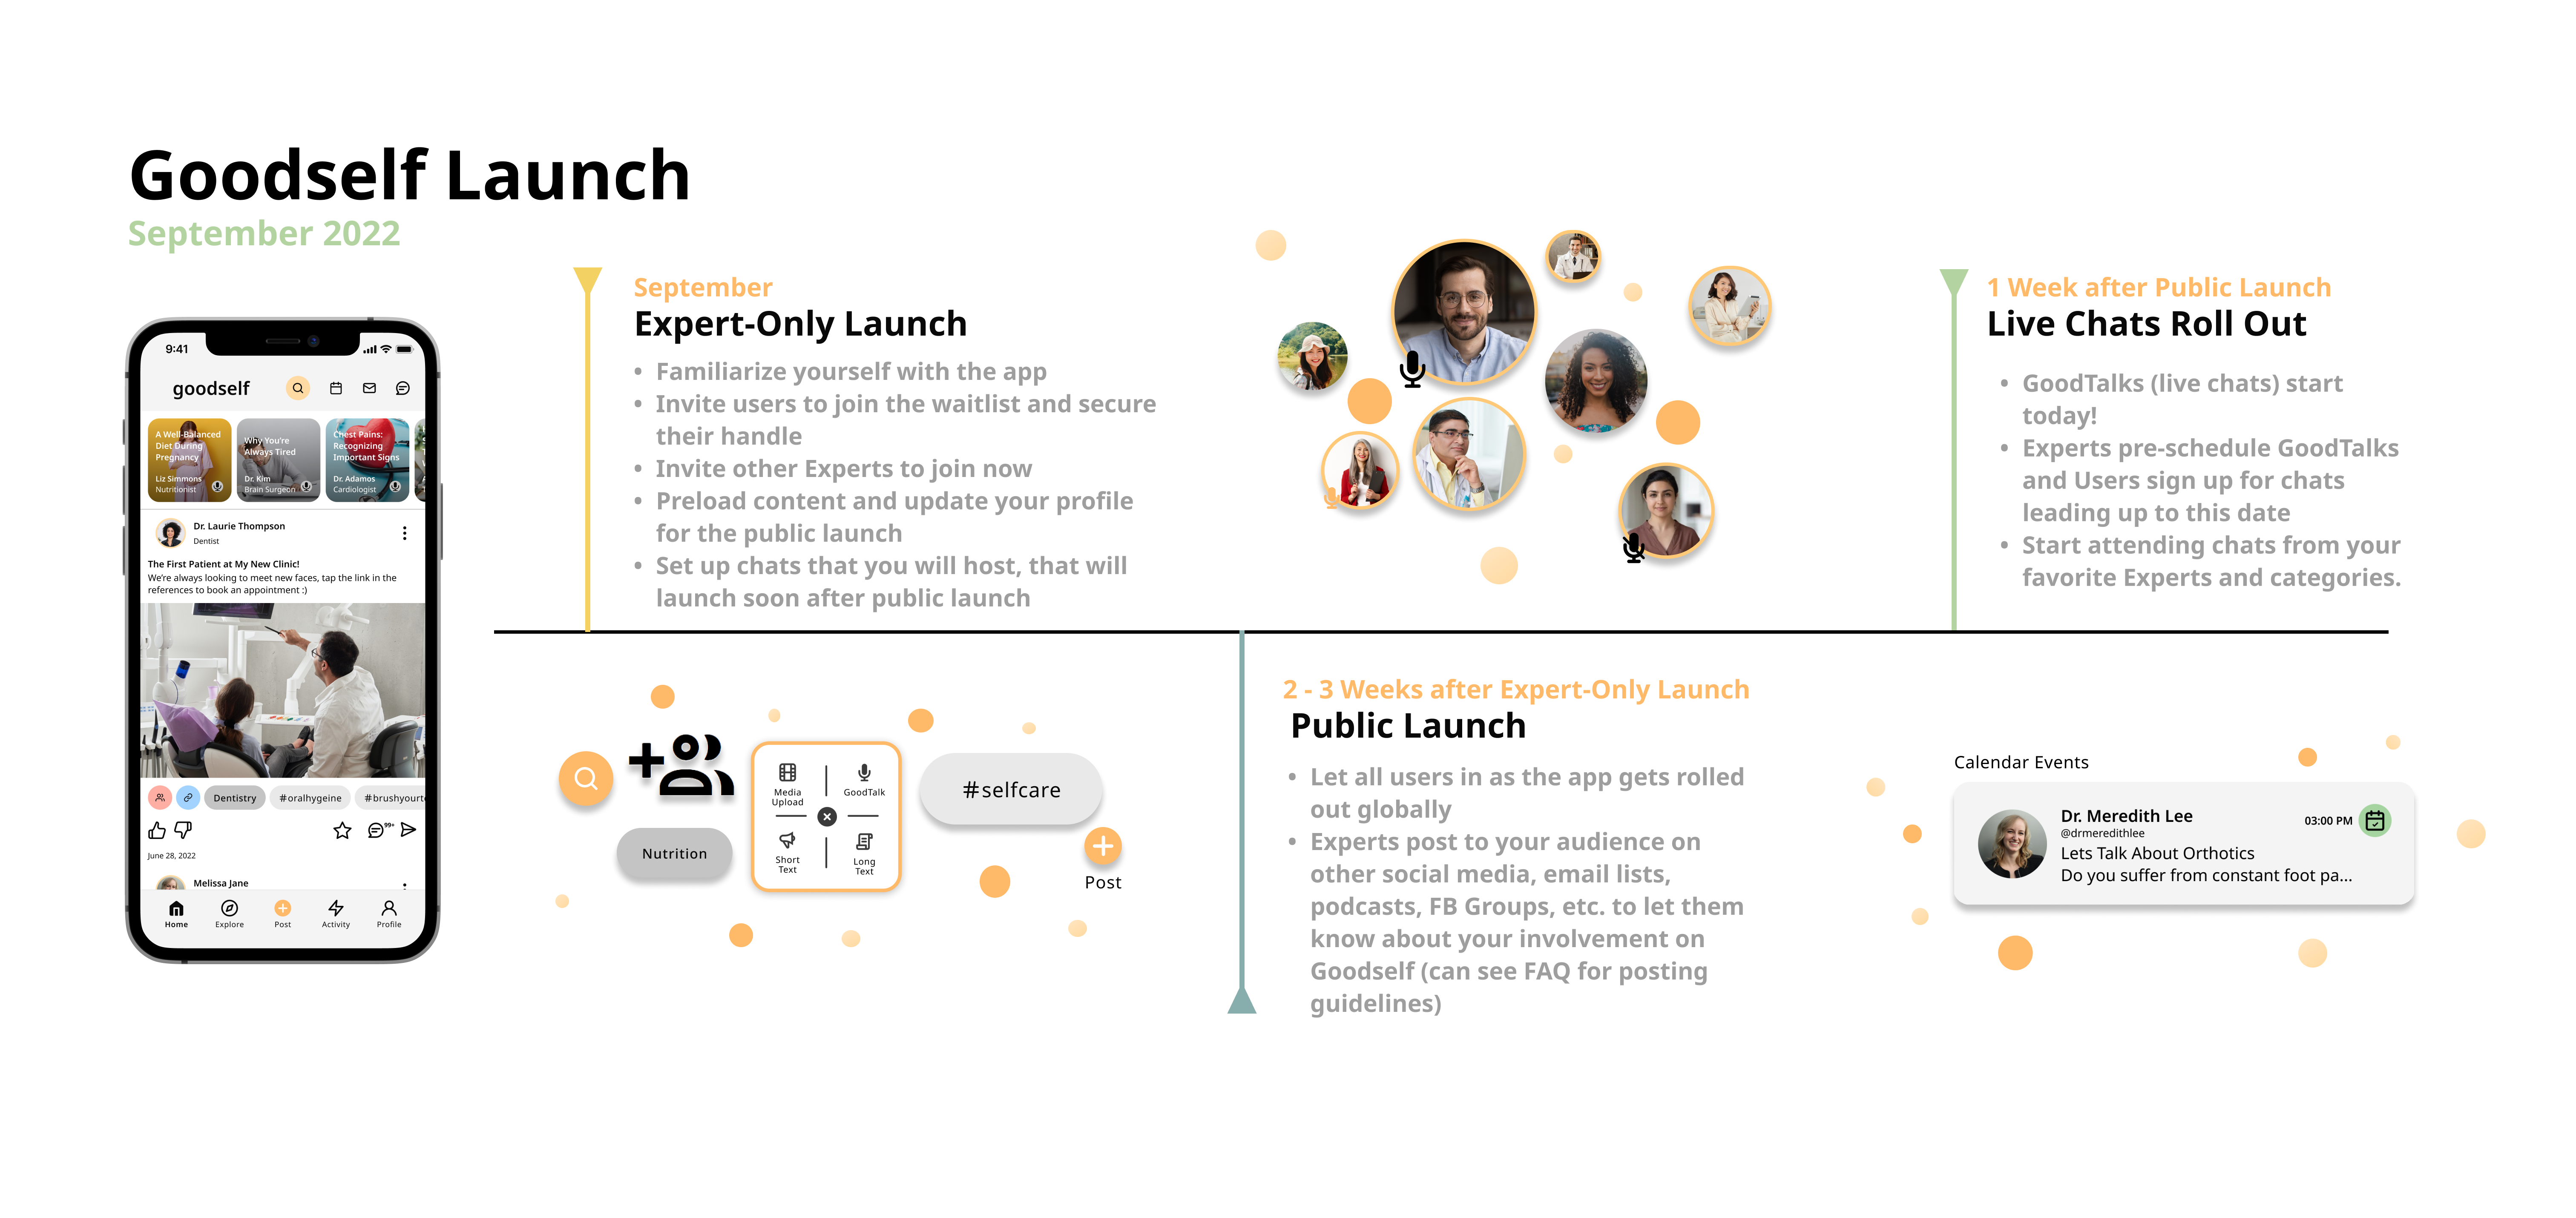 Goodself Launch
September 2022
9:41
goodself
A Well-Balanced
Diet During
Pregnancy
Liz Simmons
Nutritionist
Why You're
Always Tired
Dr. Kim
Brain Surgeon
Chest Pains:
Recognizing
Important Signs
Dr. Adamos
Cardiologist
Dr. Laurie Thompson
Dentist
The First Patient at My New Clinic!
We're always looking to meet new faces, tap the link in the
references to book an appointment :)
Dentistry
#oralhygeine
#brushyourt
99+
June 28, 2022
Melissa Jane
Home
Explore
Post
Activity
Profile
September
Expert-Only Launch
• Familiarize yourself with the app
• Invite users to join the waitlist and secure
their handle
• Invite other Experts to join now
• Preload content and update your profile
for the public launch
• Set up chats that you will host, that will
launch soon after public launch
Nutrition
Media
Upload
GoodTalk
Short
Text
Long
Text
#selfcare
Post
2 - 3 Weeks after Expert-Only Launch
Public Launch
• Let all users in as the app gets rolled
out globally
• Experts post to your audience on
other social media, email lists,
podcasts, FB Groups, etc. to let them
know about your involvement on
Goodself (can see FAQ for posting
guidelines)
1 Week after Public Launch
Live Chats Roll Out
• GoodTalks (live chats) start
today!
• Experts pre-schedule GoodTalks
and Users sign up for chats
leading up to this date
• Start attending chats from your
favorite Experts and categories.
Calendar Events
Dr. Meredith Lee
03:00 PM
@drmeredithlee
Lets Talk About Orthotics
Do you suffer from constant foot pa...